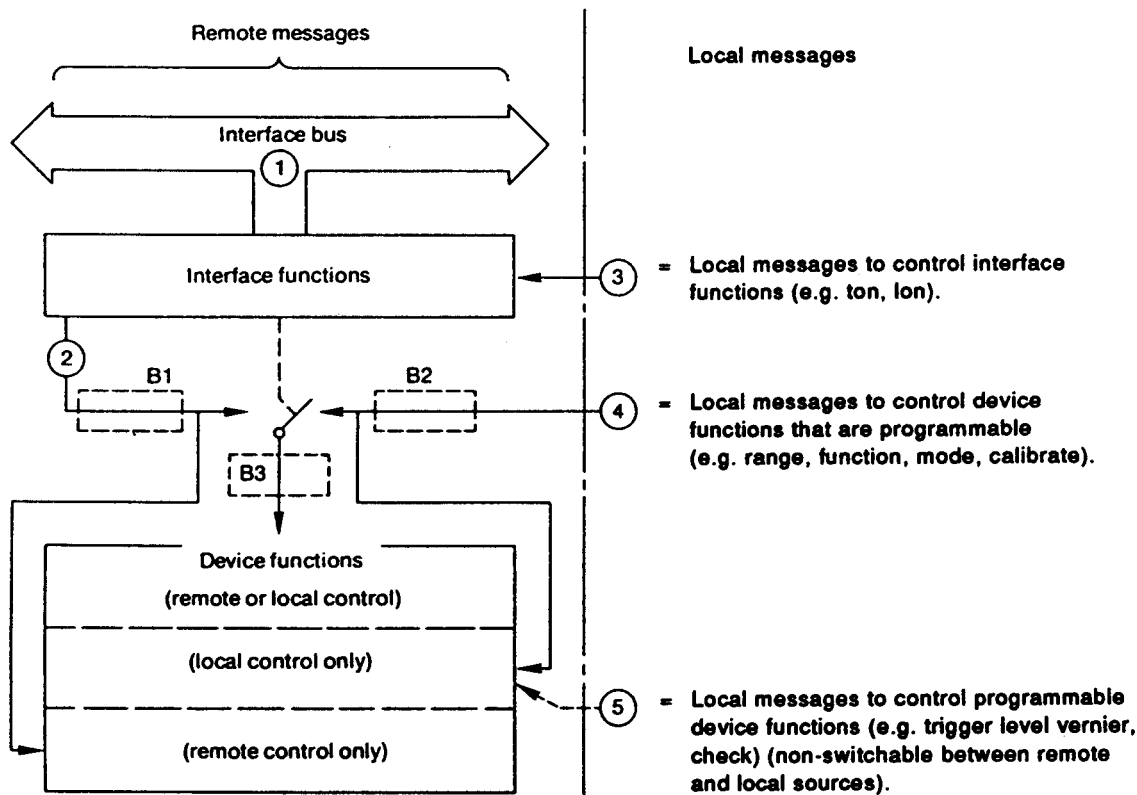 Remote messages
Local messages
Interface bus
1
Interface functions
3 = Local messages to control interface
functions (e.g. ton, lon).
2
B1
B2
4 = Local messages to control device
functions that are programmable
(e.g. range, function, mode, calibrate).
B3
Device functions
(remote or local control)
(local control only)
5 = Local messages to control programmable
device functions (e.g. trigger level vernier,
check) (non-switchable between remote
and local sources).
(remote control only)